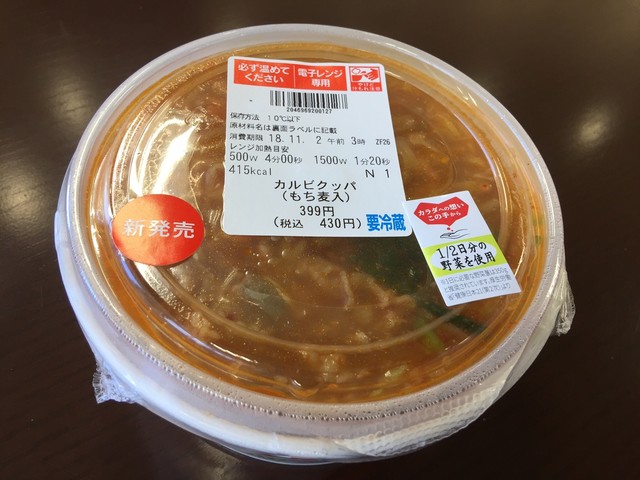 必ず温めて
ください
電子レンジ
専用
2046969200127
保存方法 10℃以下
原材料名は裏面ラベルに記載
消費期限 18.11. 2 午前 3時 ZF26
レンジ加熱目安
500W 4分00秒 1500W 1分20秒
415kcal N 1
カルビクッパ
(もち麦入)
399円
(税込 430円)
要冷蔵
新発売
カラダへの想い
この手から
1/2日分の
野菜を使用